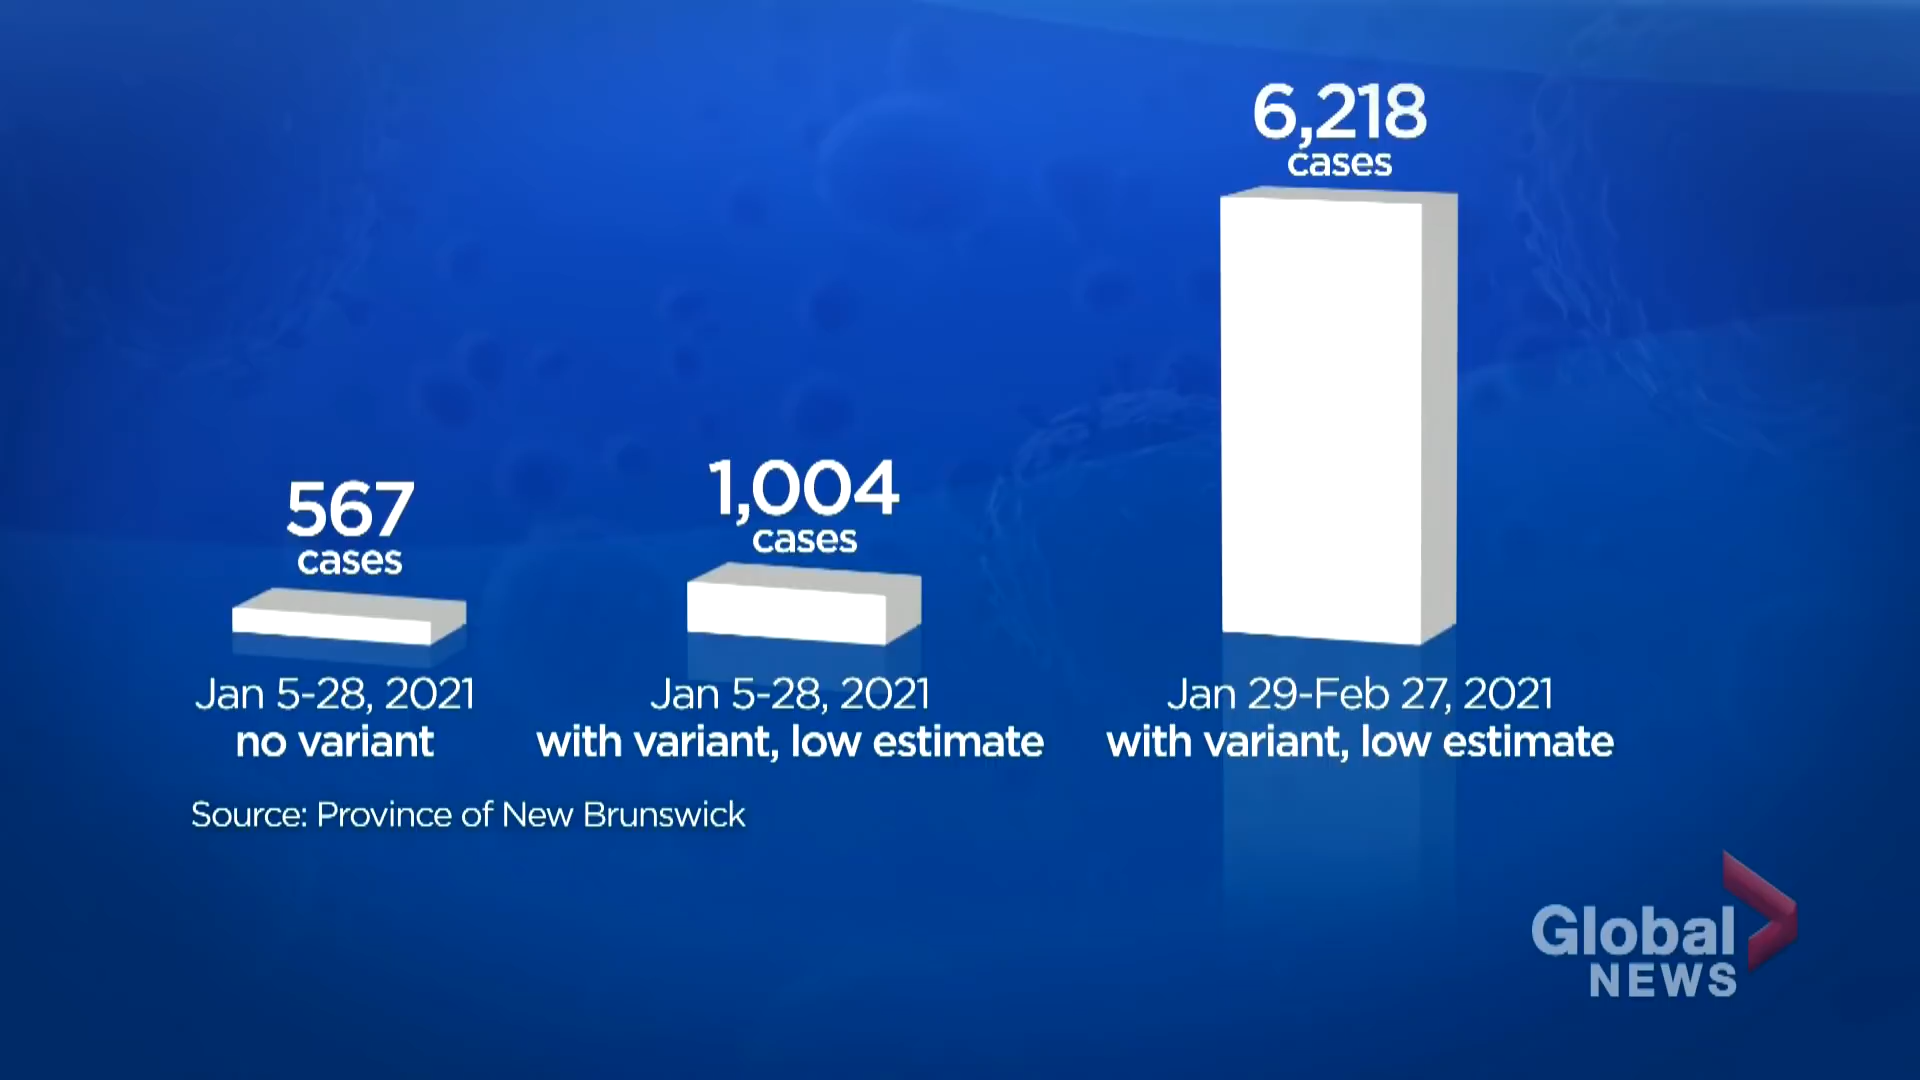 567
cases
Jan 5-28, 2021
no variant
1,004
cases
Jan 5-28, 2021
with variant, low estimate
6,218
cases
Jan 29-Feb 27, 2021
with variant, low estimate
Source: Province of New Brunswick
Global
NEWS